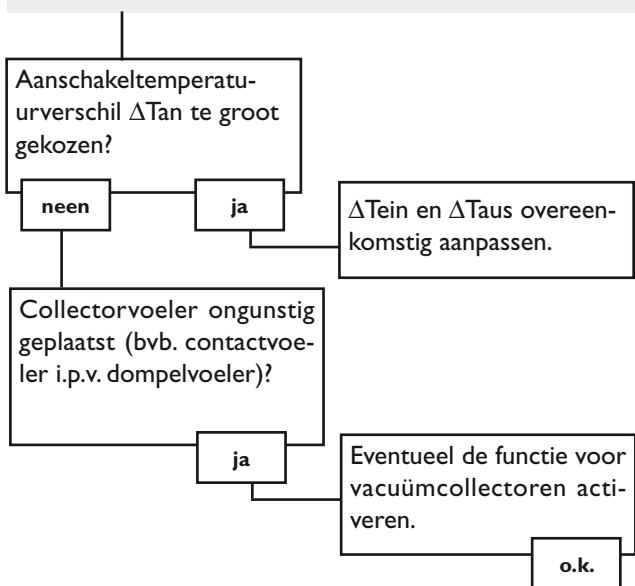 Aanschakeltemperatu-
urverschil ΔTan te groot
gekozen?
neen
ja
ΔTein en ΔTaus overeen-
komstig aanpassen.
Collectorvoeler ongunstig
geplaatst (bvb. contactvoe-
ler i.p.v. dompelvoeler)?
ja
Eventueel de functie voor
vacuümcollectoren acti-
veren.
o.k.